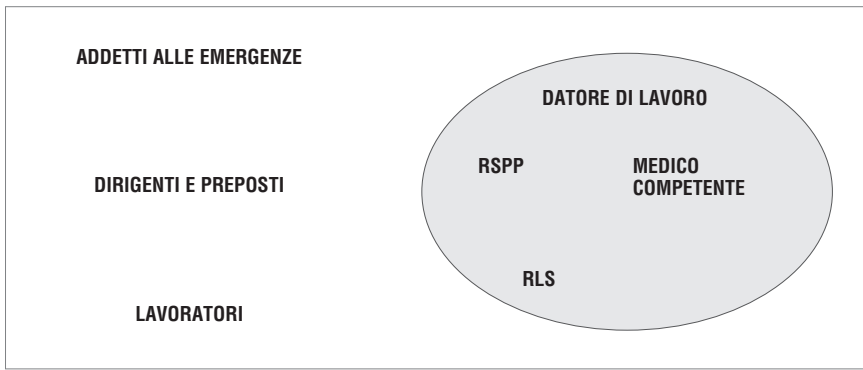 ADDETTI ALLE EMERGENZE
DIRIGENTI E PREPOSTI
LAVORATORI
DATORE DI LAVORO
RSPP
MEDICO
COMPETENTE
RLS